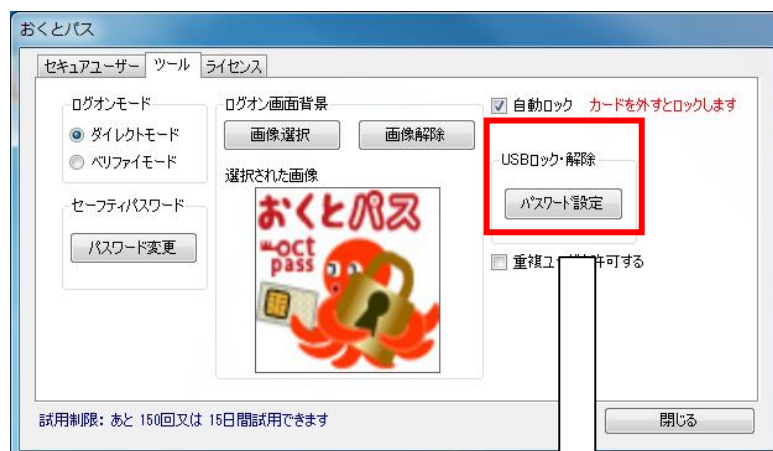 おくとパス
セキュアユーザー ツール ライセンス
ログオンモード
ダイレクトモード
ベリファイモード
セーフティパスワード
パスワード変更
ログオン画面背景
画像選択 画像解除
選択された画像
おくとパス
oct
pass
自動ロック カードを外すとロックします
USBロック・解除
パスワード設定
重複ユー 許可する
試用制限: あと 150回又は 15日間試用できます
閉じる